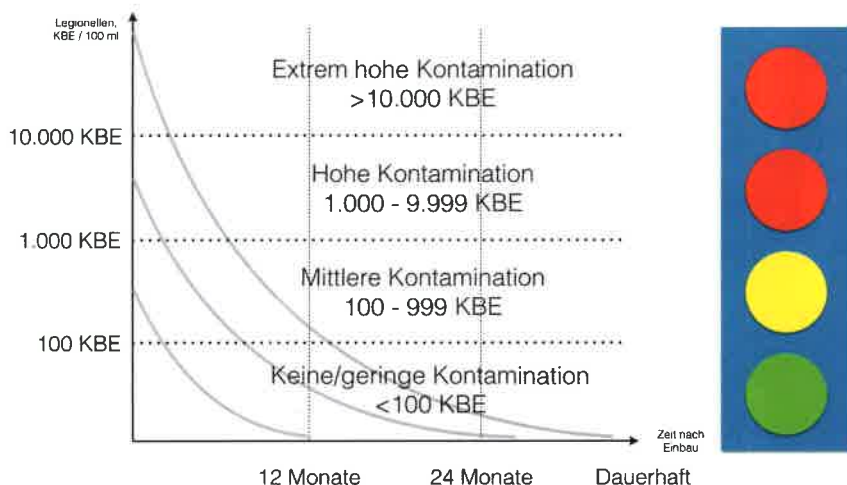 Legionellen,
KBE / 100 ml
Extrem hohe Kontamination
>10.000 KBE
10.000 KBE
Hohe Kontamination
1.000 - 9.999 KBE
1.000 KBE
Mittlere Kontamination
100 - 999 KBE
100 KBE
Keine/geringe Kontamination
<100 KBE
Zeit nach
Einbau
12 Monate
24 Monate
Dauerhaft